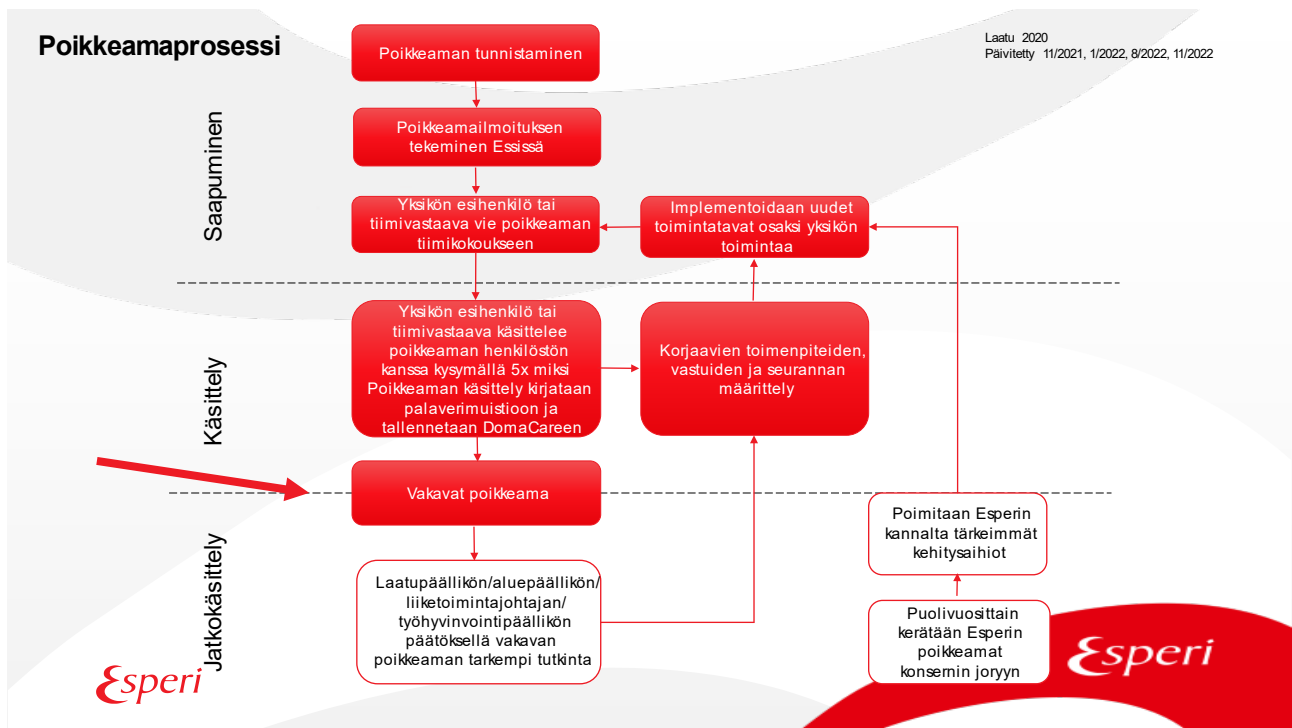 Poikkeamaprosessi
Laatu 2020
Päivitetty 11/2021, 1/2022, 8/2022, 11/2022
Saapuminen
Poikkeaman tunnistaminen
Poikkeamailmoituksen
tekeminen Essissä
Yksikön esihenkilö tai
tiimivastaava vie poikkeaman
tiimikokoukseen
Implementoidaan uudet
toimintatavat osaksi yksikön
toimintaa
Käsittely
Yksikön esihenkilö tai
tiimivastaava käsittelee
poikkeaman henkilöstön
kanssa kysymällä 5x miksi
Poikkeaman käsittely kirjataan
palaverimuistioon ja
tallennetaan DomaCareen
Korjaavien toimenpiteiden,
vastuiden ja seurannan
määrittely
Vakavat poikkeama
Jatkokäsittely
Laatupäällikön/aluepäällikön/
liiketoimintajohtajan/
työhyvinvointipäällikön
päätöksellä vakavan
poikkeaman tarkempi tutkinta
Poimitaan Esperin
kannalta tärkeimmät
kehitysaihiot
Puolivuosittain
kerätään Esperin
poikkeamat
konsernin joryyn
Esperi
Esperi